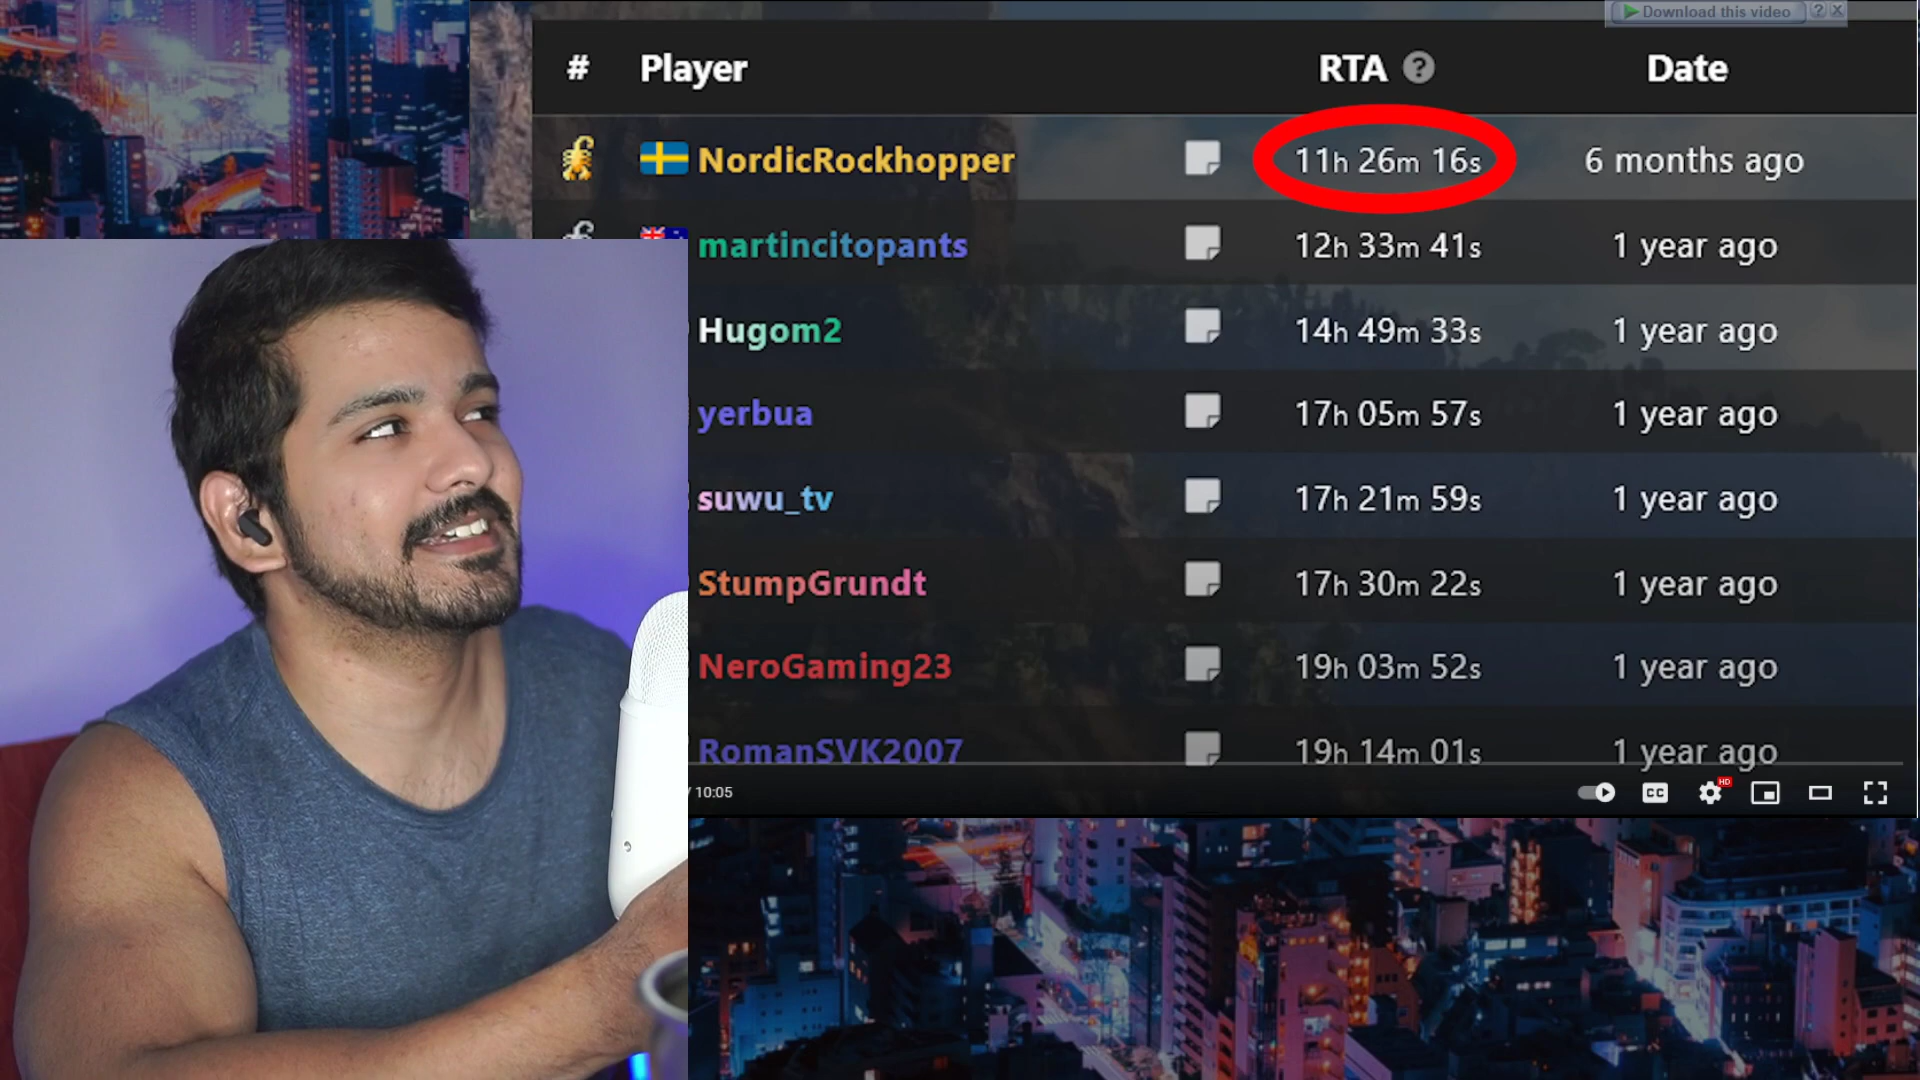 Download this video ? X
# Player RTA ? Date
NordicRockhopper 11h 26m 16s 6 months ago
martincitopants 12h 33m 41s 1 year ago
Hugom2 14h 49m 33s 1 year ago
yerbua 17h 05m 57s 1 year ago
suwu_tv 17h 21m 59s 1 year ago
StumpGrundt 17h 30m 22s 1 year ago
NeroGaming23 19h 03m 52s 1 year ago
RomanSVK2007 19h 14m 01s 1 year ago
/ 10:05 CC HD